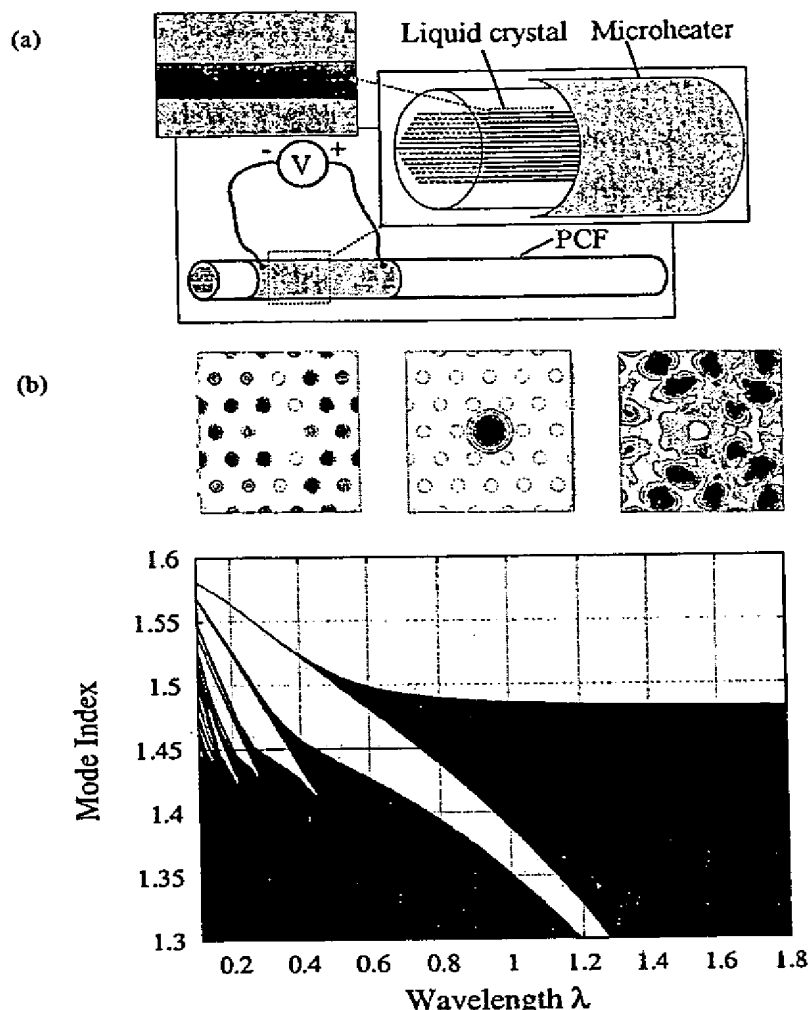 (a)
Liquid crystal Microheater
- V +
PCF
(b)
Mode Index
1.6
1.55
1.5
1.45
1.4
1.35
1.3
0.2 0.4 0.6 0.8 1 1.2 1.4 1.6 1.8
Wavelength λ